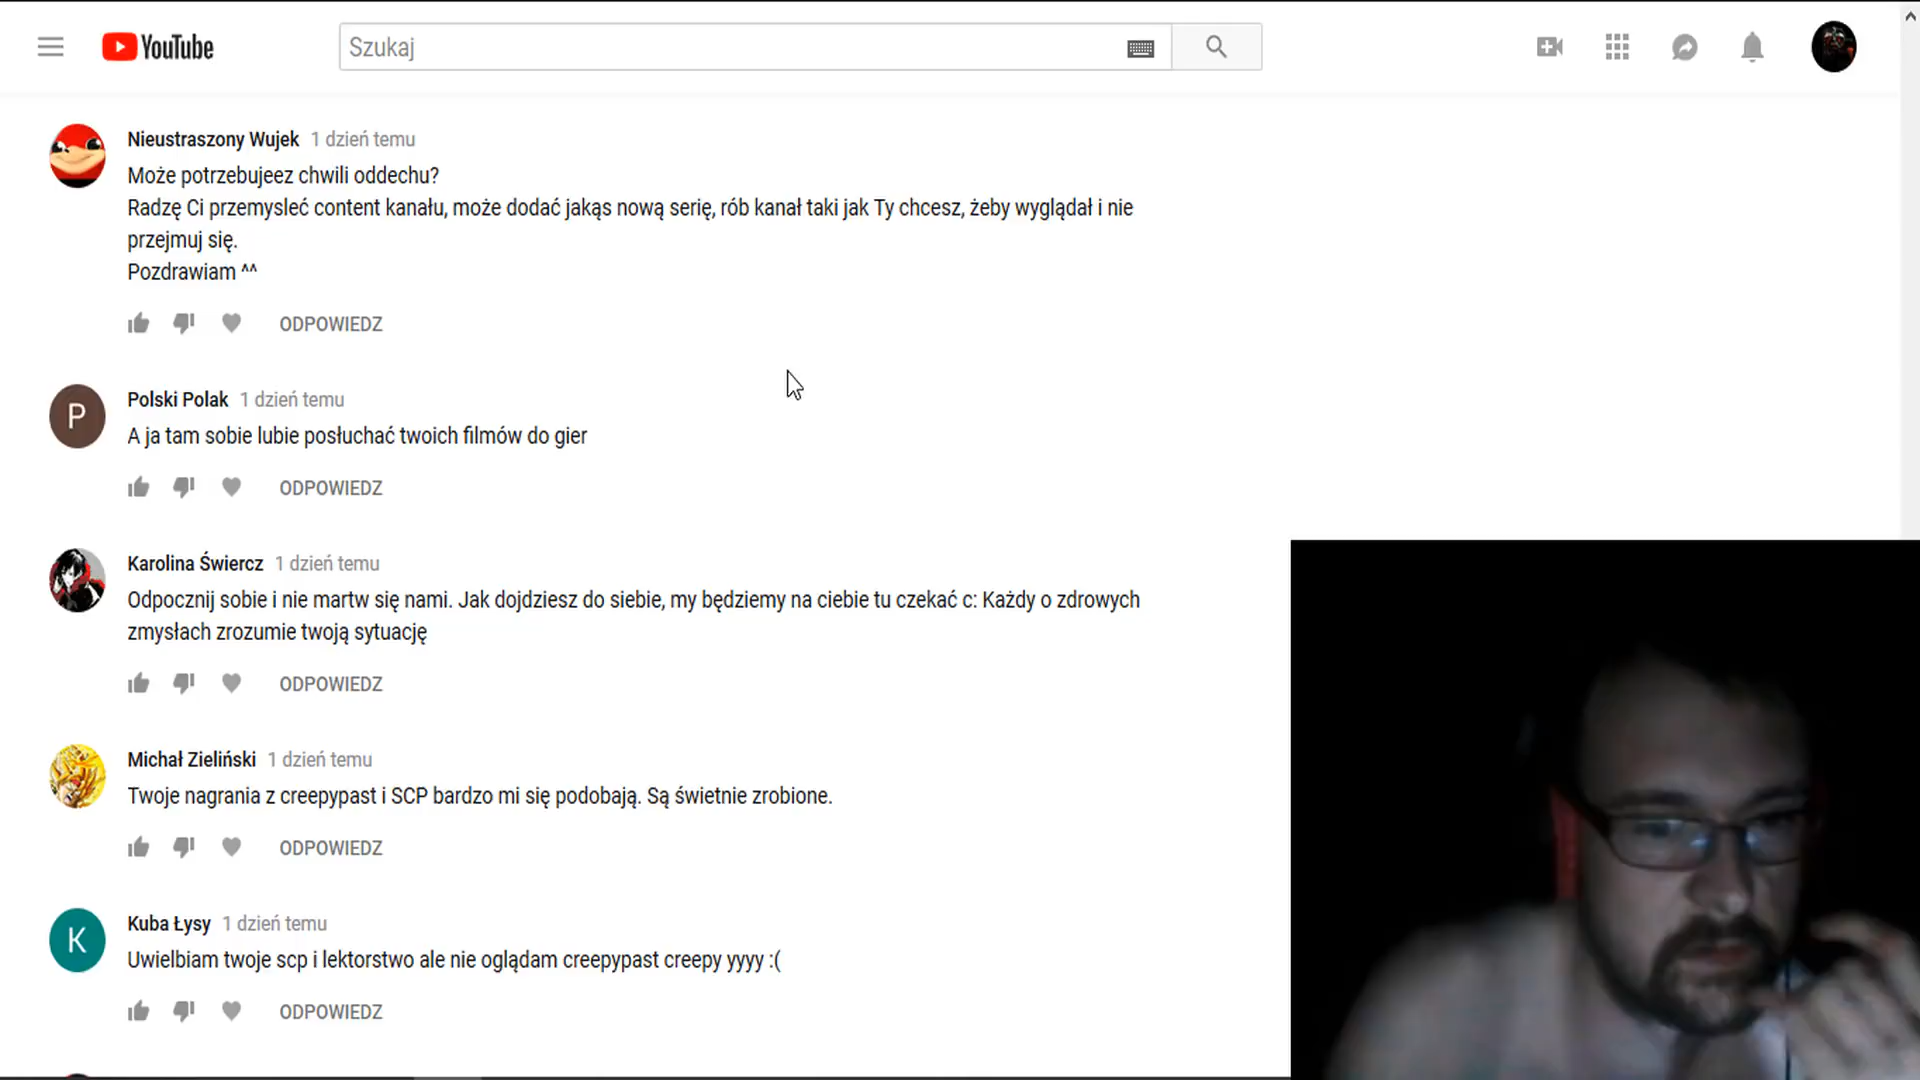 YouTube
Szukaj
Nieustraszony Wujek 1 dzień temu
Może potrzebujeez chwili oddechu?
Radzę Ci przemysleć content kanału, może dodać jakąs nową serię, rób kanał taki jak Ty chcesz, żeby wyglądał i nie
przejmuj się.
Pozdrawiam ^^
ODPOWIEDZ
P
Polski Polak 1 dzień temu
A ja tam sobie lubie posłuchać twoich filmów do gier
ODPOWIEDZ
Karolina Świercz 1 dzień temu
Odpocznij sobie i nie martw się nami. Jak dojdziesz do siebie, my będziemy na ciebie tu czekać c: Każdy o zdrowych
zmysłach zrozumie twoją sytuację
ODPOWIEDZ
Michał Zieliński 1 dzień temu
Twoje nagrania z creepypast i SCP bardzo mi się podobają. Są świetnie zrobione.
ODPOWIEDZ
K
Kuba Łysy 1 dzień temu
Uwielbiam twoje scp i lektorstwo ale nie oglądam creepypast creepy yyyy :(
ODPOWIEDZ